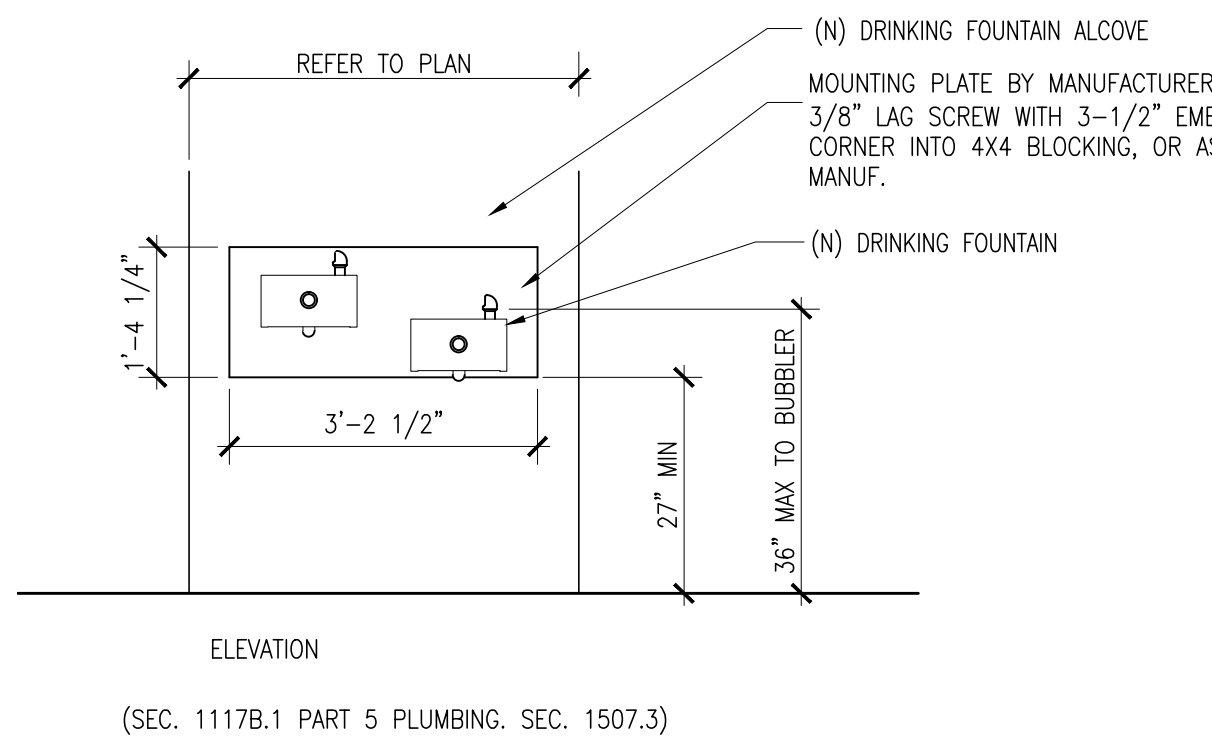 REFER TO PLAN
(N) DRINKING FOUNTAIN ALCOVE
MOUNTING PLATE BY MANUFACTURER
3/8" LAG SCREW WITH 3-1/2"
CORNER INTO 4X4 BLOCKING, OR
MANUF.
(N) DRINKING FOUNTAIN
1'-4 1/4"
3'-2 1/2"
27" MIN
36" MAX TO BUBBLER
ELEVATION
(SEC. 1117B.1 PART 5 PLUMBING. SEC. 1507.3)